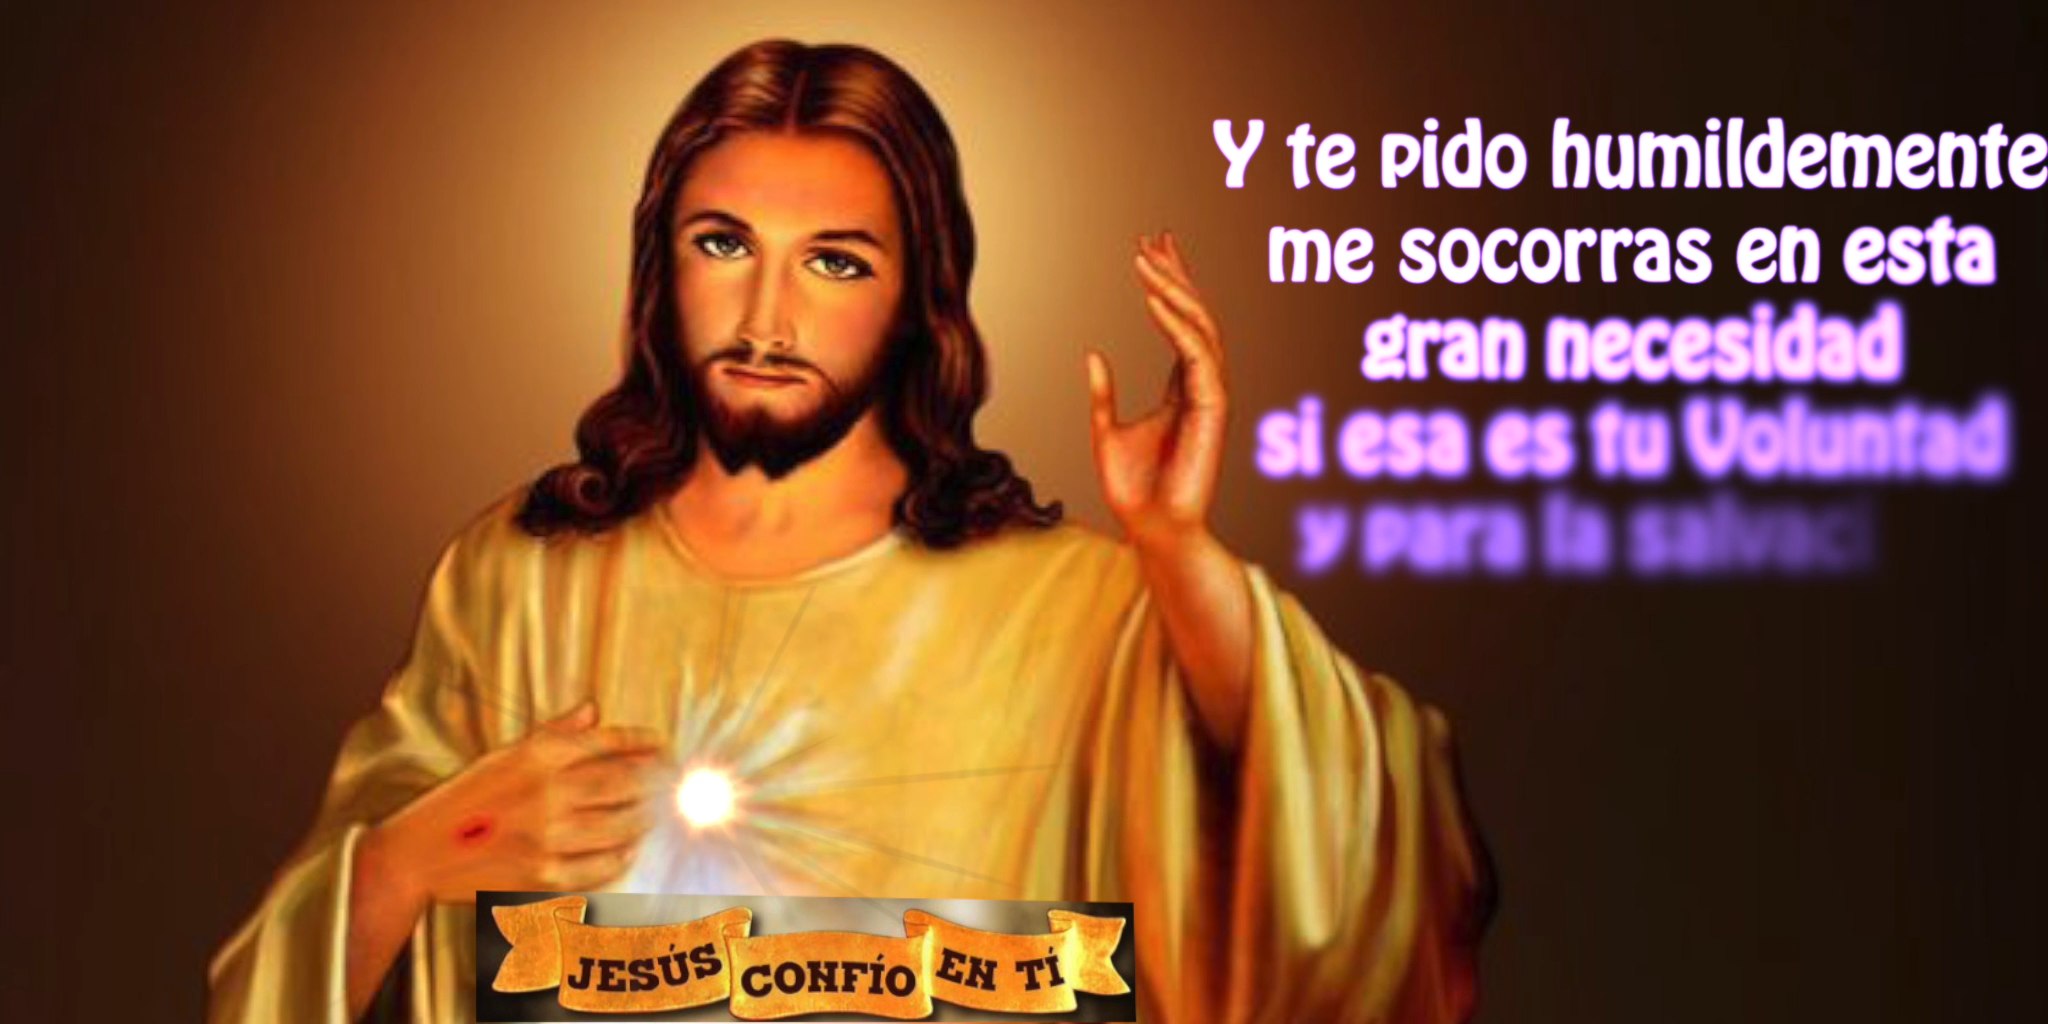 Y te pido humildemente
me socorras en esta
gran necesidad
si esa es tu Voluntad
y para la
JESÚS CONFÍO EN TÍ